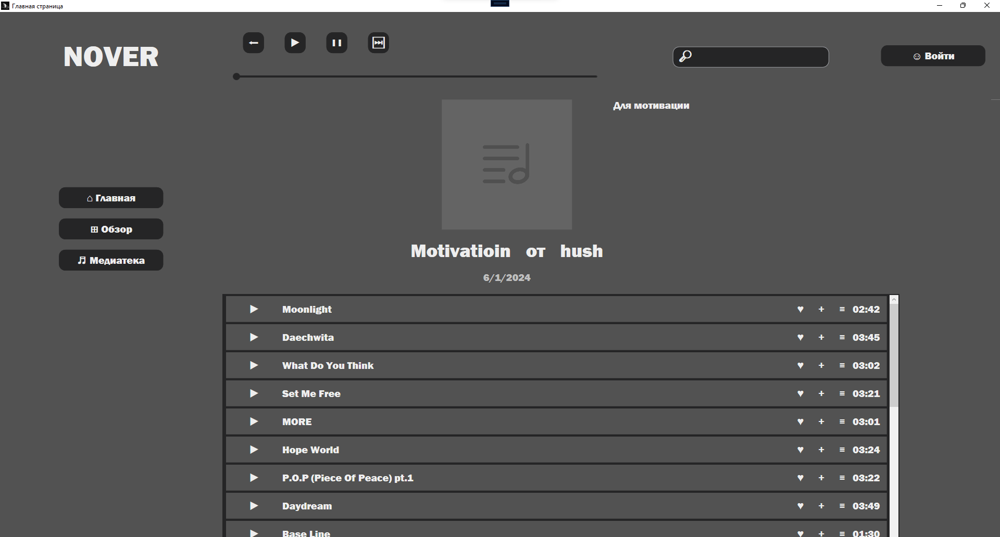 Главная страница
NOVER
☺ Войти
Для мотивации
⌂ Главная
⊞ Обзор
♬ Медиатека
Motivatioin от hush
6/1/2024
Moonlight 02:42
Daechwita 03:45
What Do You Think 03:02
Set Me Free 03:21
MORE 03:01
Hope World 03:24
P.O.P (Piece Of Peace) pt.1 03:22
Daydream 03:49
Base Line 01:30